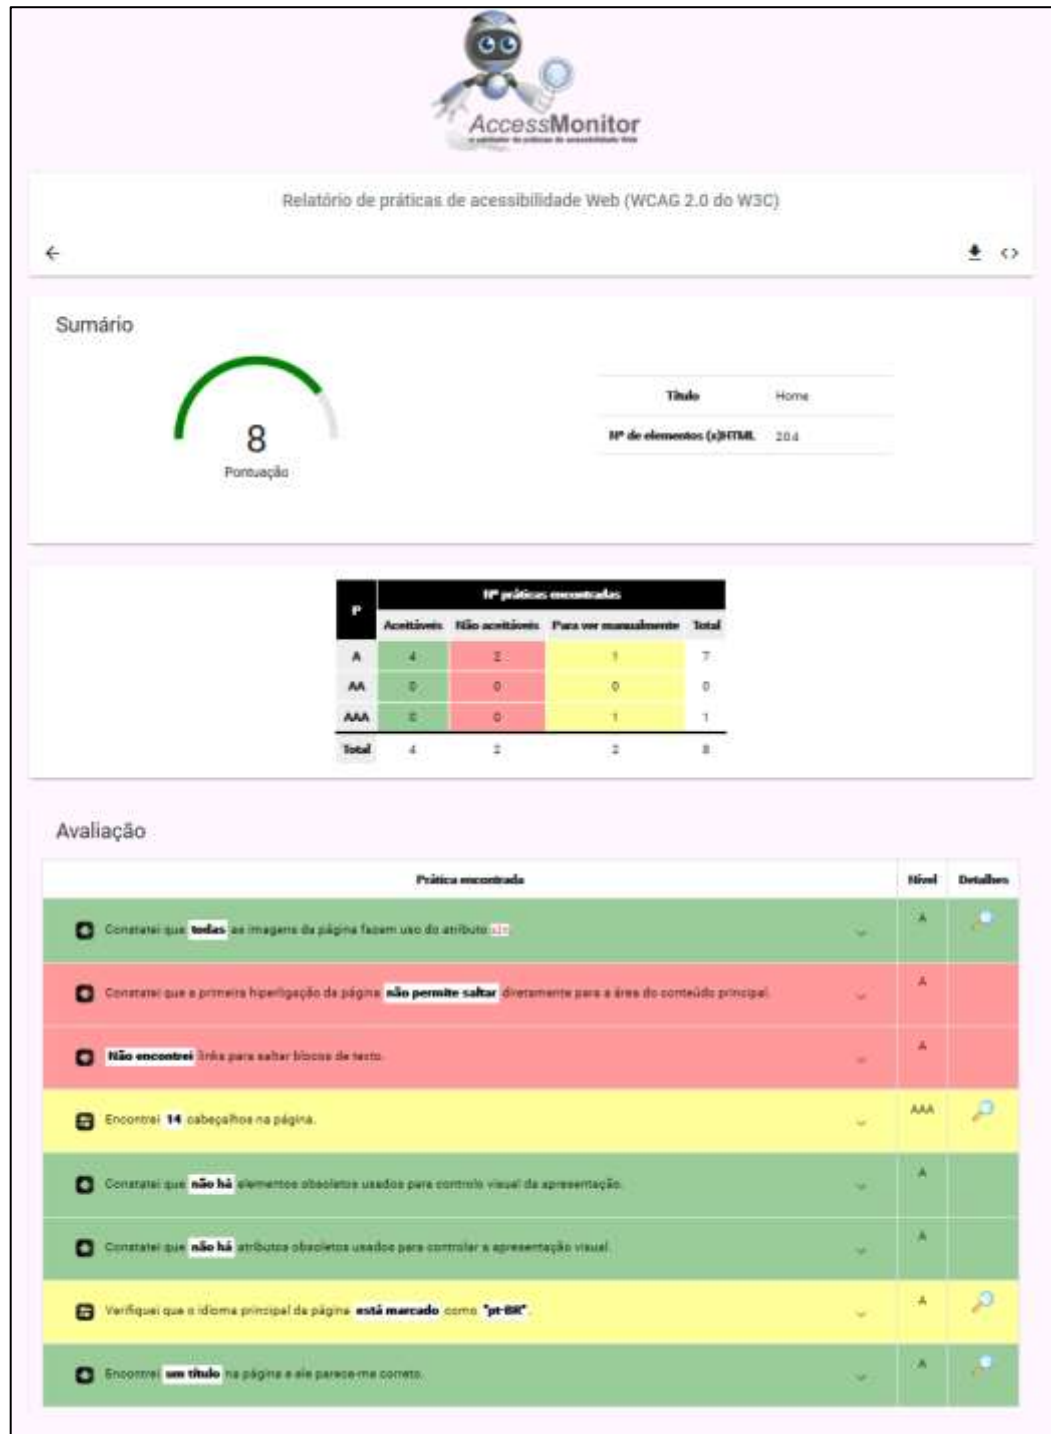 AccessMonitor
Relatório de práticas de acessibilidade Web (WCAG 2.0 do W3C)
Sumário
8
Pontuação
Título Home
Nº de elementos (x)HTML 204
P Nº práticas encontradas
Aceitáveis Não aceitáveis Para ver manualmente Total
A 4 2 1 7
AA 0 0 0 0
AAA 0 0 1 1
Total 4 2 2 8
Avaliação
Prática encontrada Nível Detalhes
Constatei que todas as imagens da página fazem uso do atributo alt A
Constatei que a primeira hiperligação da página não permite saltar diretamente para a área do conteúdo principal. A
Não encontrei links para saltar blocos de texto. A
Encontrei 14 cabeçalhos na página. AAA
Constatei que não há elementos obsoletos usados para controlo visual da apresentação. A
Constatei que não há atributos obsoletos usados para controlar a apresentação visual. A
Verifiquei que o idioma principal da página está marcado como "pt-BR". A
Encontrei um título na página e ele parece-me correto. A